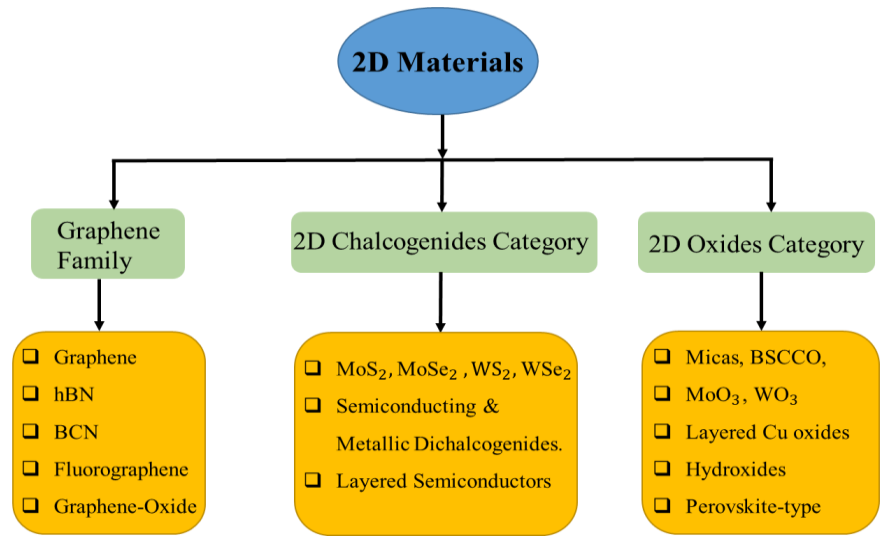 2D Materials
Graphene
Family
2D Chalcogenides Category
2D Oxides Category
❑ Graphene
❑ hBN
❑ BCN
❑ Fluorographene
❑ Graphene-Oxide
❑ MoS₂, MoSe₂ , WS₂, WSe₂
❑ Semiconducting &
Metallic Dichalcogenides.
❑ Layered Semiconductors
❑ Micas, BSCCO,
❑ MoO₃, WO₃
❑ Layered Cu oxides
❑ Hydroxides
❑ Perovskite-type